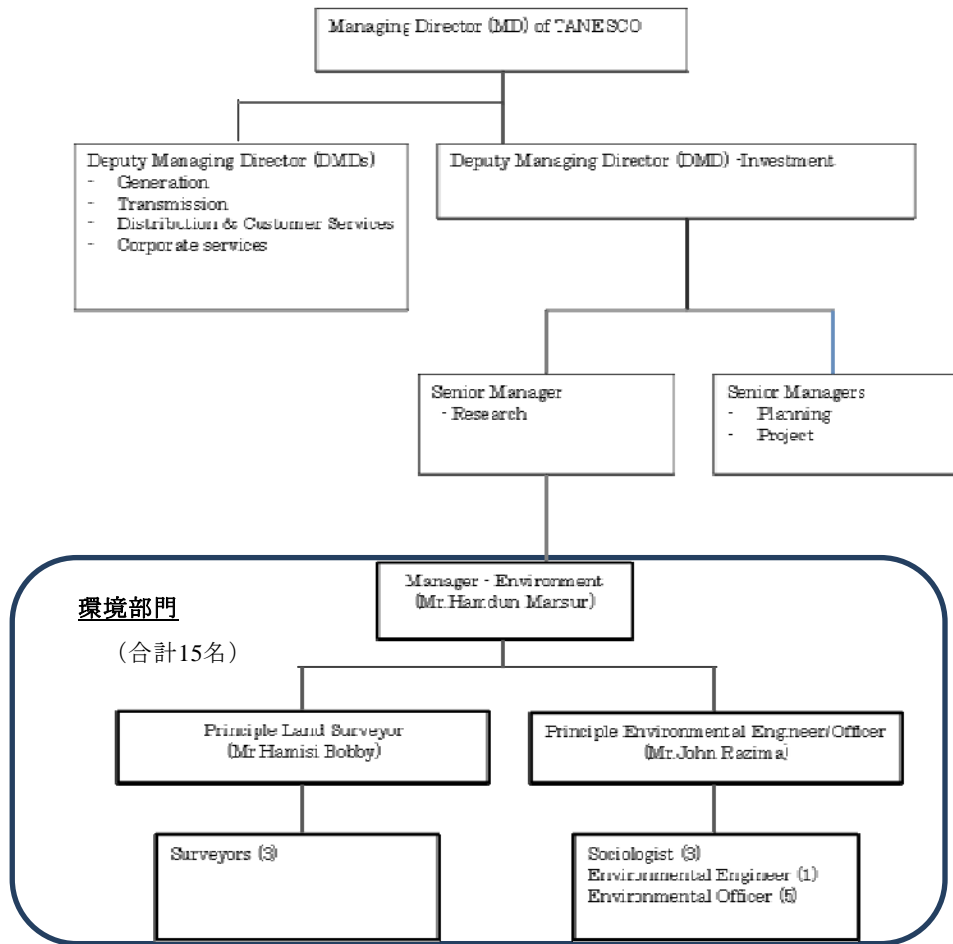 Managing Director (MD) of TANESCO
Deputy Managing Director (DMDs)
- Generation
- Transmission
- Distribution & Customer Services
- Corporate services
Deputy Managing Director (DMD) -Investment
Senior Manager
- Research
Senior Managers
- Planning
- Project
環境部門
（合計15名）
Manager - Environment
(Mr.Hamdun Mansur)
Principle Land Surveyor
(Mr.Hamisi Bobby)
Principle Environmental Engineer/Officer
(Mr.John Razima)
Surveyors (3)
Sociologist (3)
Environmental Engineer (1)
Environmental Officer (5)